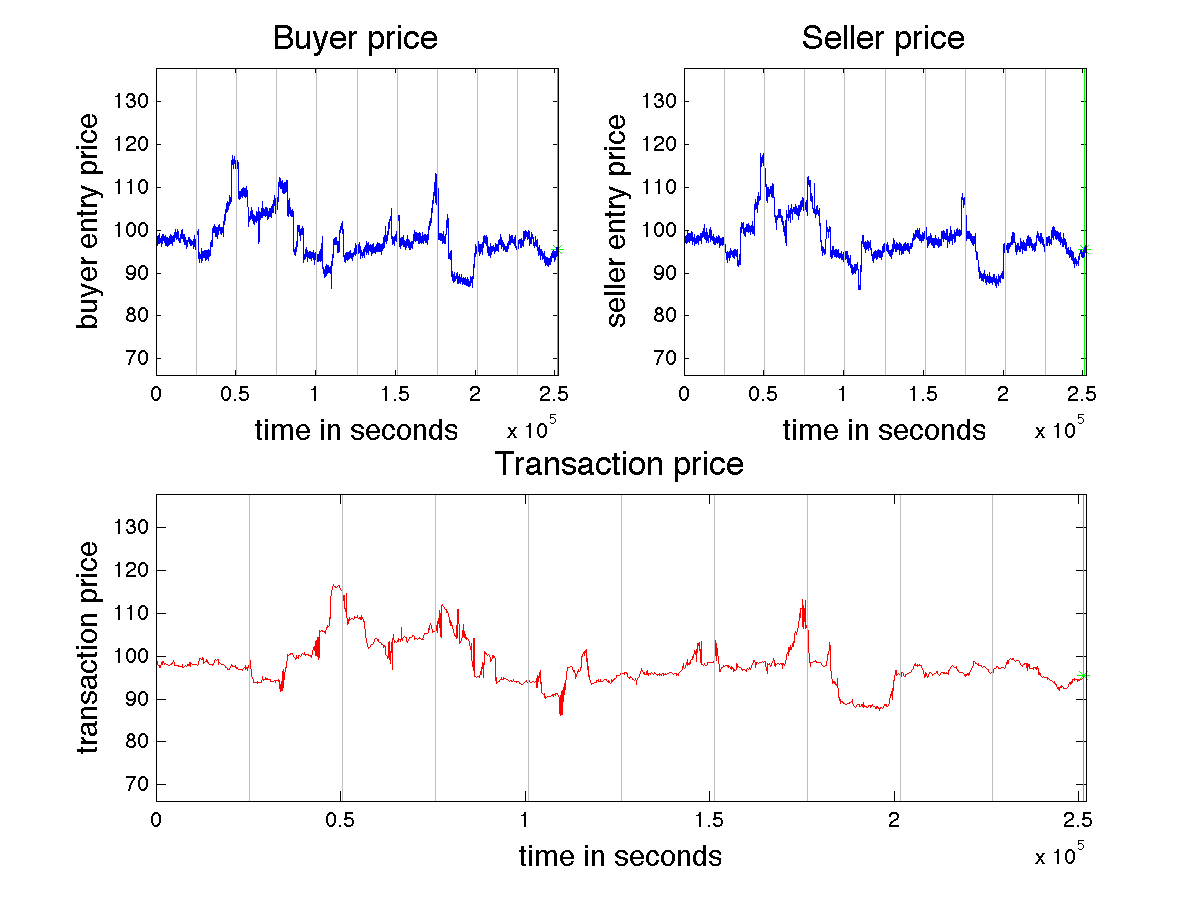 Buyer price
buyer entry price
130
120
110
100
90
80
70
0 0.5 1 1.5 2 2.5
x 10^5
time in seconds
Seller price
seller entry price
130
120
110
100
90
80
70
0 0.5 1 1.5 2 2.5
x 10^5
time in seconds
Transaction price
transaction price
130
120
110
100
90
80
70
0 0.5 1 1.5 2 2.5
x 10^5
time in seconds